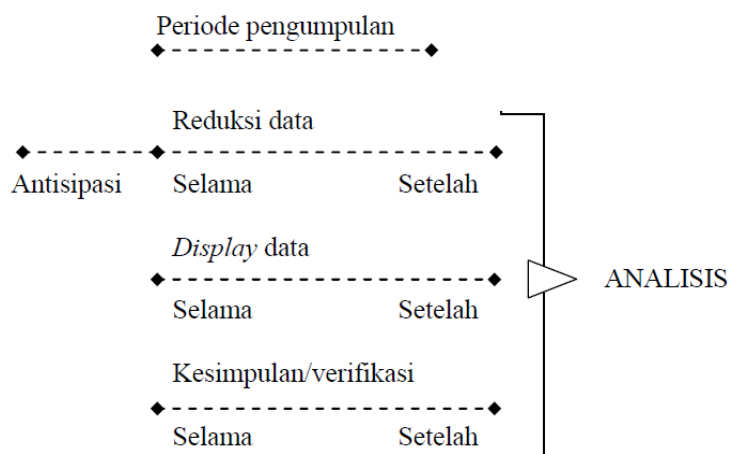 Periode pengumpulan
Reduksi data
Antisipasi Selama Setelah
Display data
Selama Setelah
ANALISIS
Kesimpulan/verifikasi
Selama Setelah